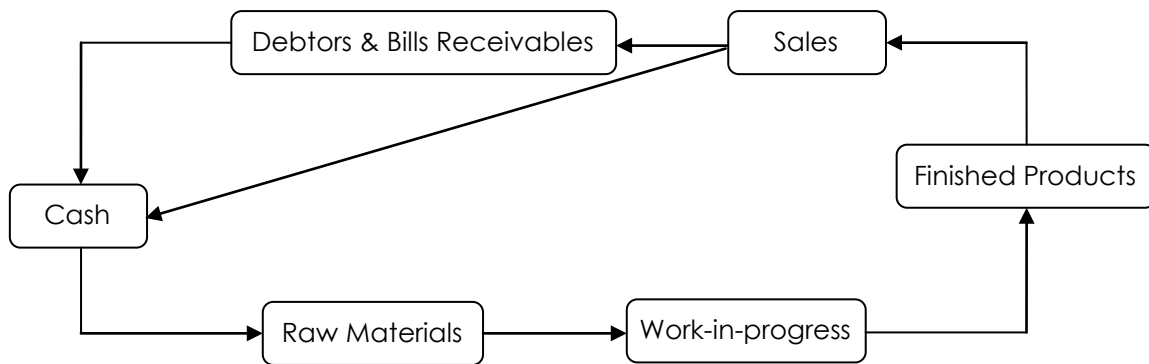 Debtors & Bills Receivables
Sales
Finished Products
Cash
Raw Materials
Work-in-progress